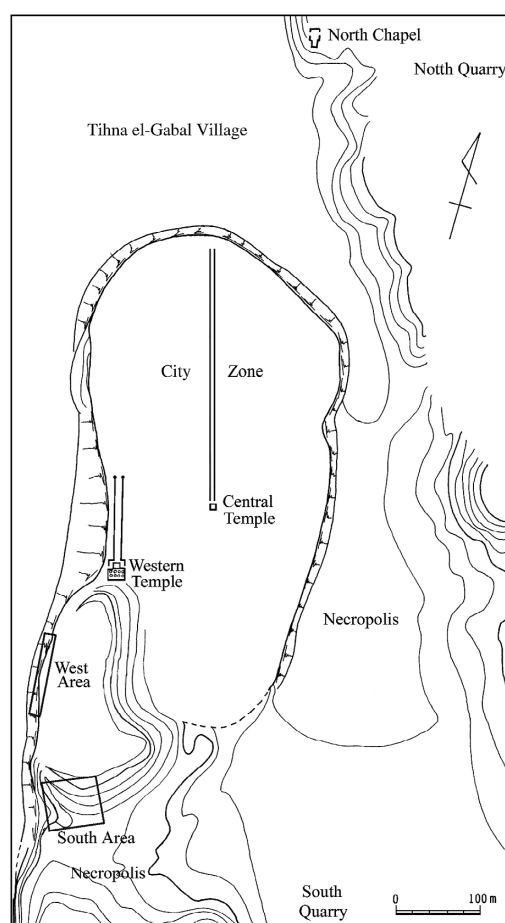 North Chapel
Notth Quarry
Tihna el-Gabal Village
City Zone
Central
Temple
Western
Temple
Necropolis
West
Area
South Area
Necropolis
South
Quarry
0 100 m